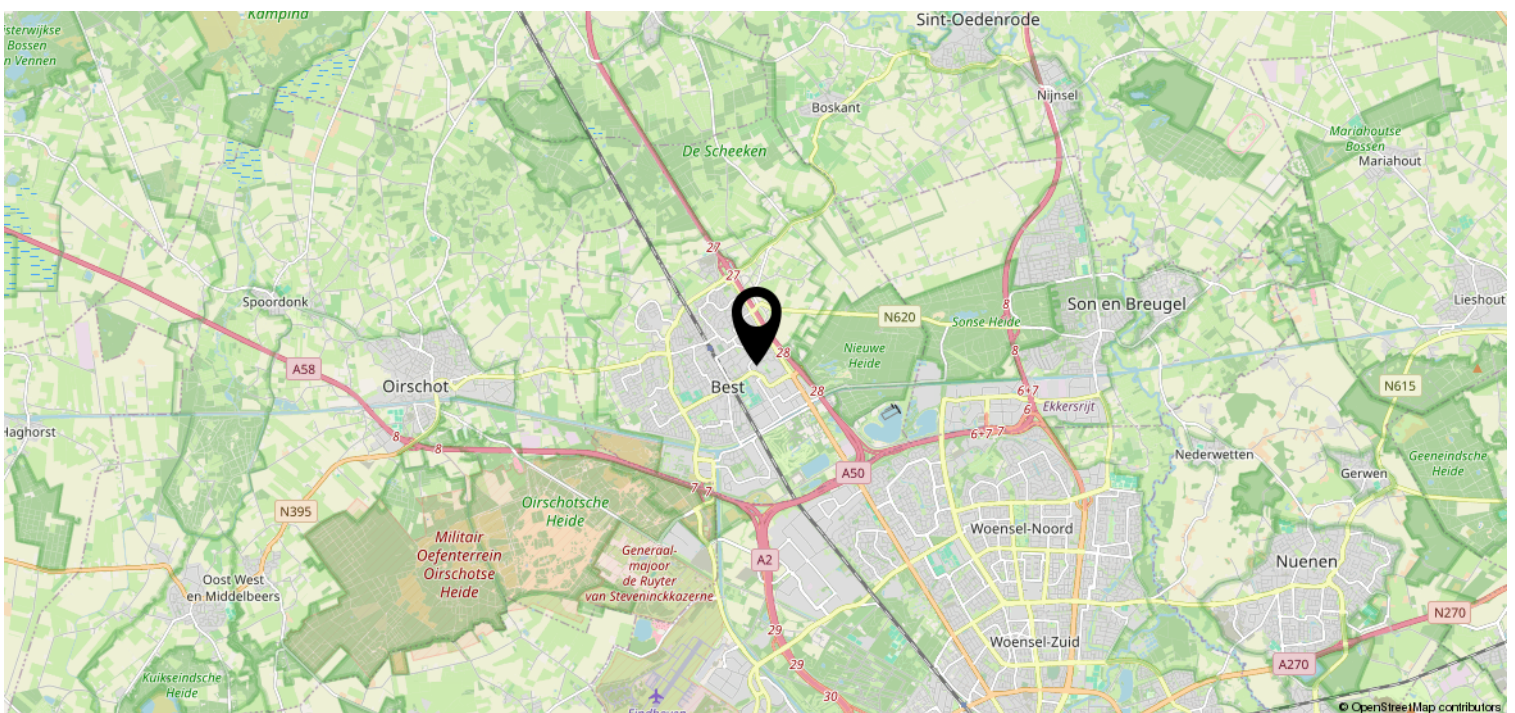 Kampina
Sint-Oedenrode
sterwijkse
Bossen
n Vennen
Nijnsel
Boskant
Mariahoutse
Bossen
Mariahout
De Scheeken
27
27
Spoordonk
8
Son en Breugel
Lieshout
N620
Sonse Heide
Nieuwe
Heide
28
8
A58
Oirschot
Best
28
6+7
N615
6
Ekkersrijt
Haghorst
8
8
6+7
7
Nederwetten
Gerwen
Geeneindsche
Heide
A50
7
7
N395
Oirschotsche
Heide
Woensel-Noord
Militair
Oefenterrein
Oirschotse
Heide
Generaal-
majoor
de Ruyter
van Steveninckkazerne
A2
Nuenen
Oost West
en Middelbeers
N270
29
Woensel-Zuid
29
A270
Kuikseindsche
Heide
30
Eindhoven
© OpenStreetMap contributors